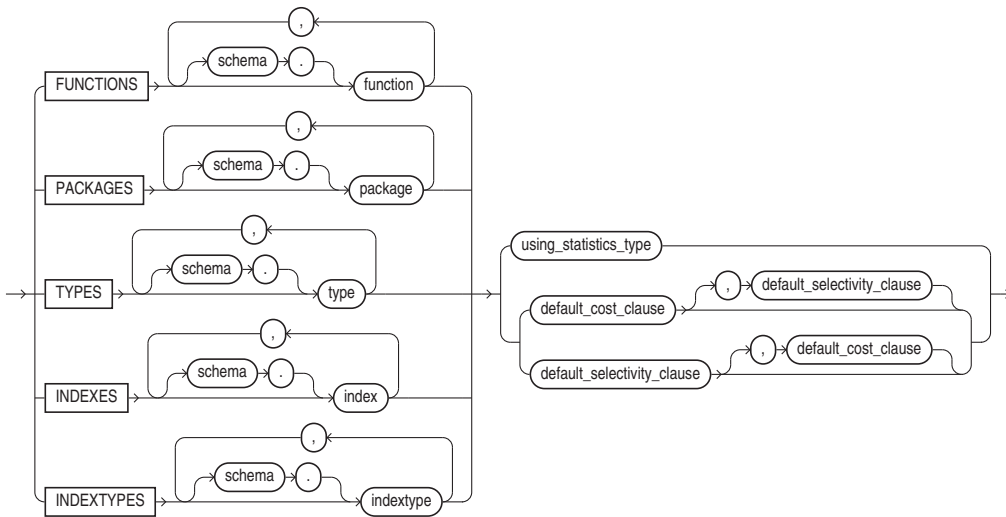 ,
schema .
FUNCTIONS function
,
schema .
PACKAGES package
,
schema .
TYPES type
,
schema .
INDEXES index
,
schema .
INDEXTYPES indextype
using_statistics_type
, default_selectivity_clause
default_cost_clause
, default_cost_clause
default_selectivity_clause